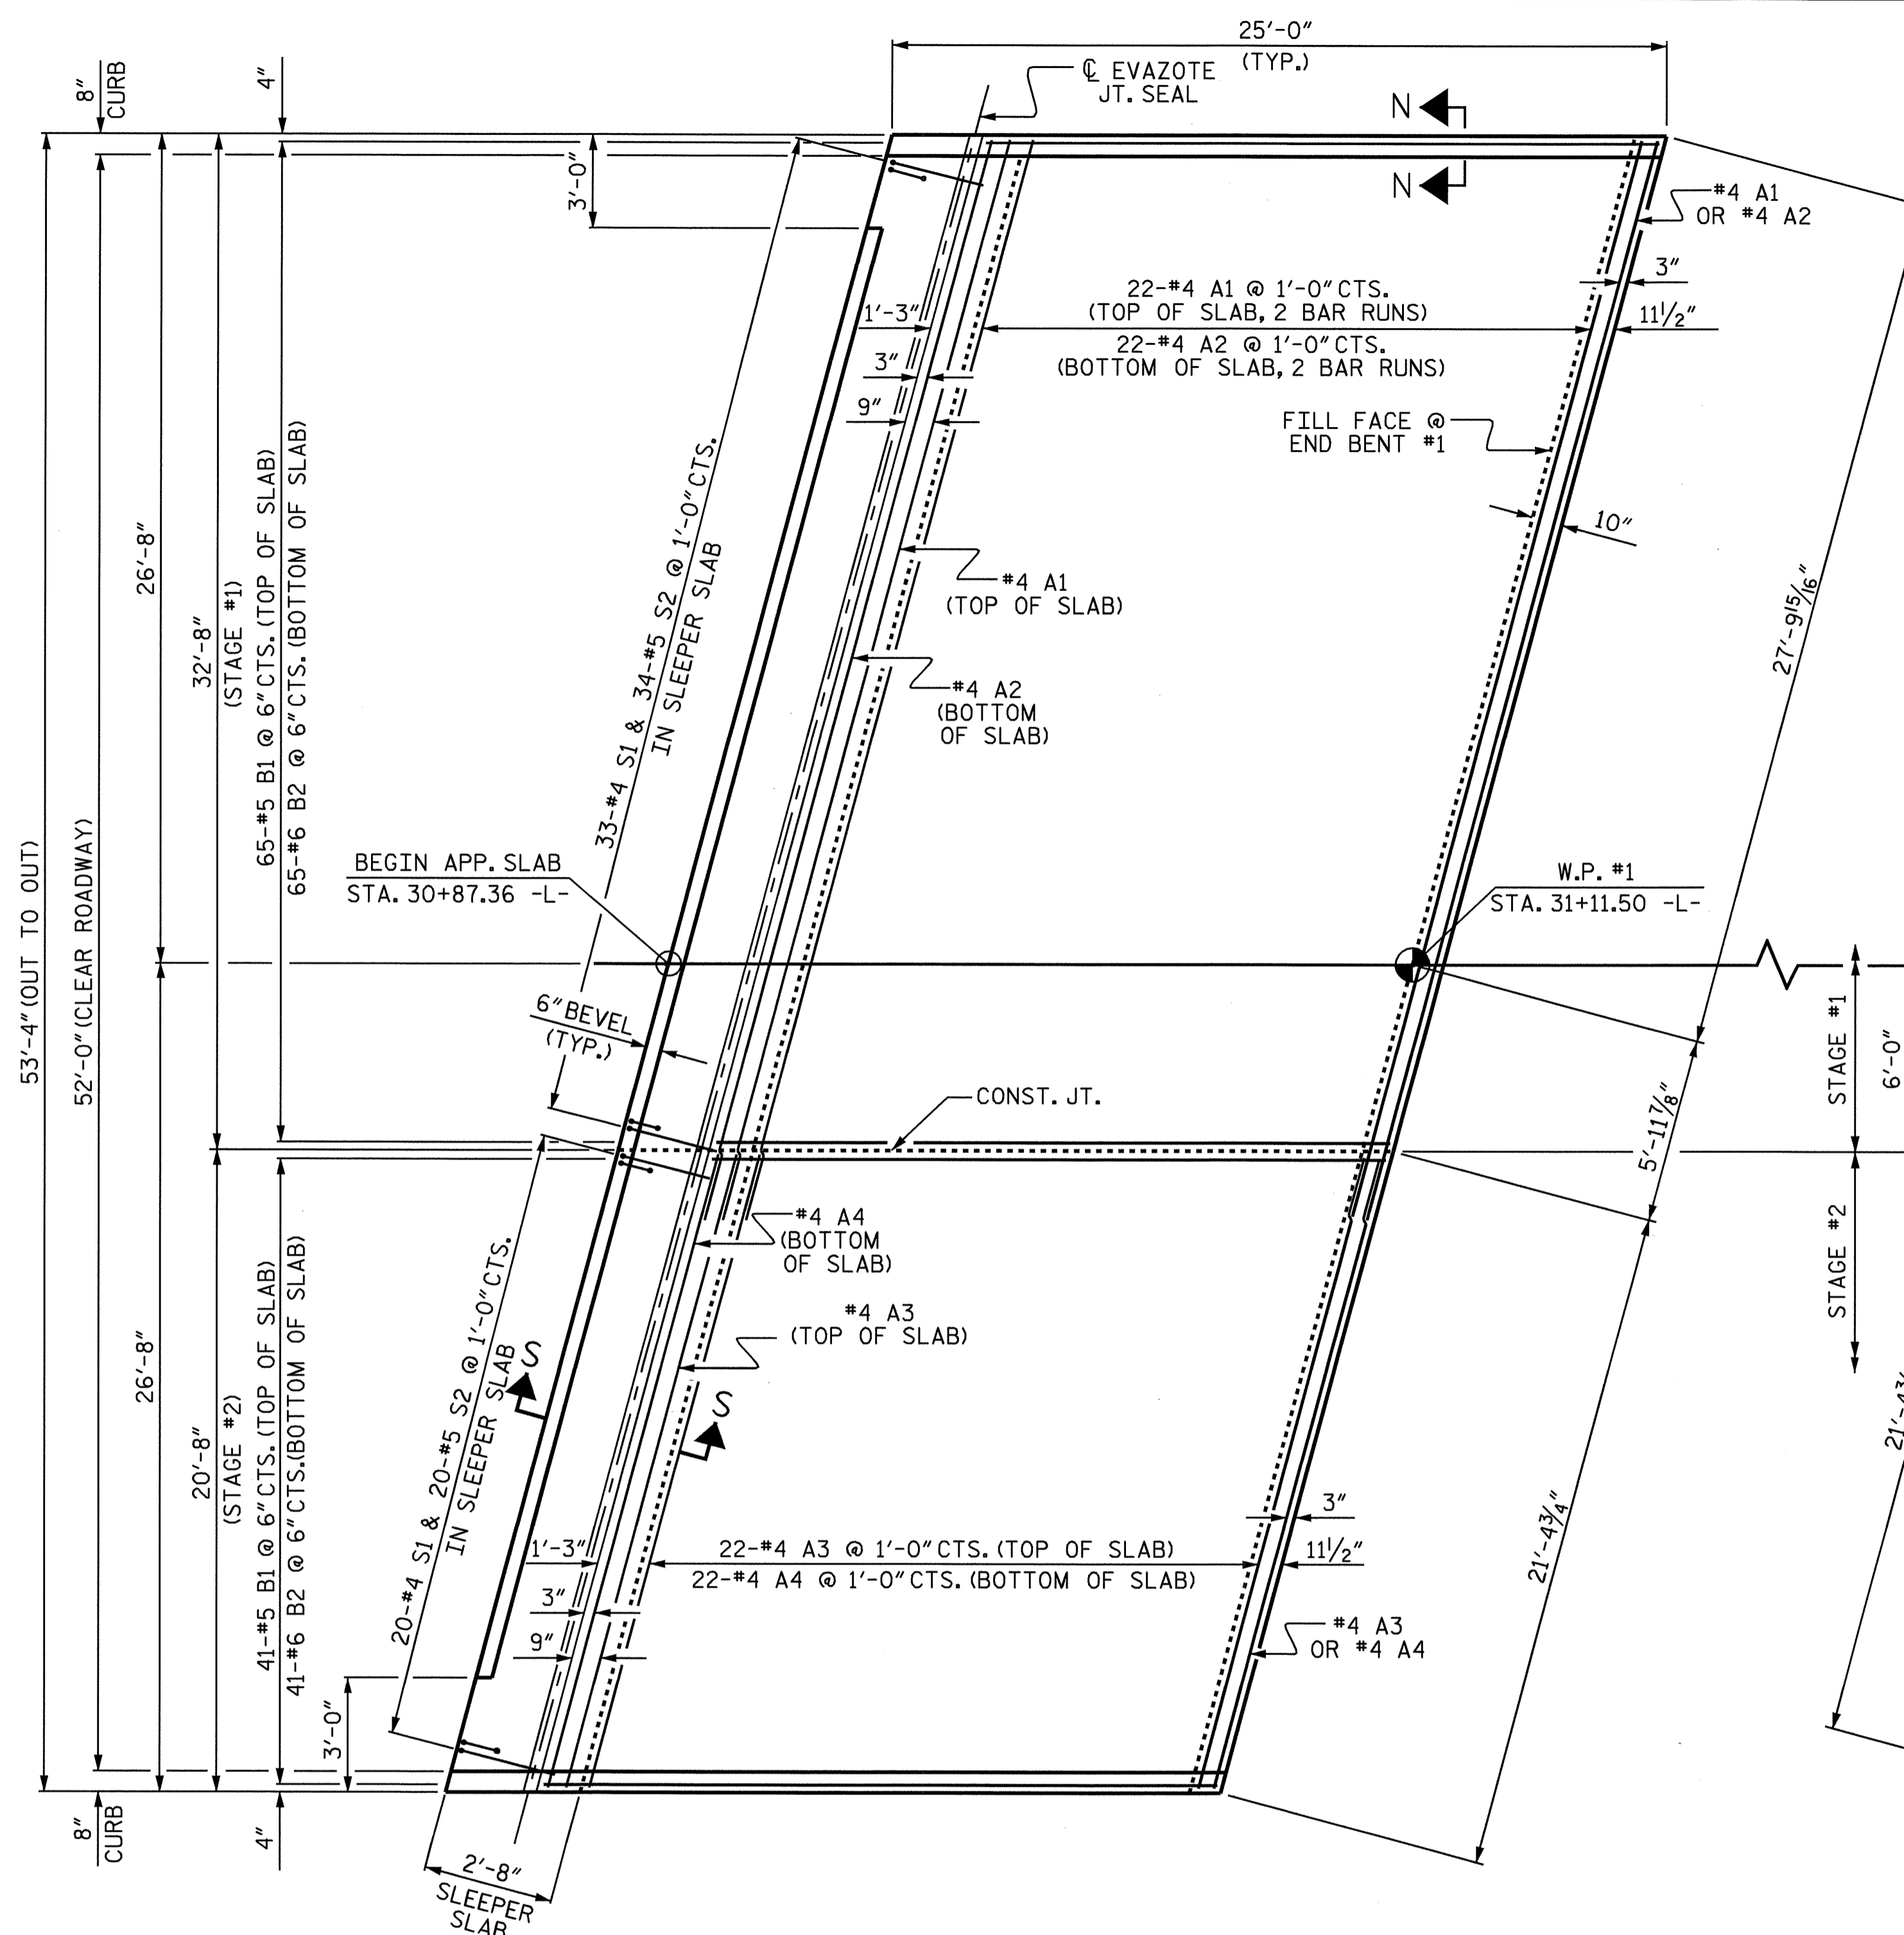 25'-0"
(TYP.)
℄ EVAZOTE
JT. SEAL
8"
CURB
4"
3'-0"
N
N
#4 A1
OR #4 A2
3"
11½"
22-#4 A1 @ 1'-0" CTS.
(TOP OF SLAB, 2 BAR RUNS)
22-#4 A2 @ 1'-0" CTS.
(BOTTOM OF SLAB, 2 BAR RUNS)
1'-3"
3"
9"
FILL FACE @
END BENT #1
10"
#4 A1
(TOP OF SLAB)
#4 A2
(BOTTOM
OF SLAB)
33-#4 S1 & 34-#5 S2 @ 1'-0" CTS.
IN SLEEPER SLAB
27'-9 15/16"
53'-4" (OUT TO OUT)
52'-0" (CLEAR ROADWAY)
26'-8"
32'-8"
(STAGE #1)
65-#5 B1 @ 6" CTS. (TOP OF SLAB)
65-#6 B2 @ 6" CTS. (BOTTOM OF SLAB)
BEGIN APP. SLAB
STA. 30+87.36 -L-
W.P. #1
STA. 31+11.50 -L-
6" BEVEL
(TYP.)
STAGE #1
6'-0"
5'-11 7/8"
CONST. JT.
STAGE #2
#4 A4
(BOTTOM
OF SLAB)
#4 A3
(TOP OF SLAB)
26'-8"
20'-8"
(STAGE #2)
41-#5 B1 @ 6" CTS. (TOP OF SLAB)
41-#6 B2 @ 6" CTS. (BOTTOM OF SLAB)
20-#4 S1 & 20-#5 S2 @ 1'-0" CTS.
IN SLEEPER SLAB
S
S
3"
11½"
1'-3"
22-#4 A3 @ 1'-0" CTS. (TOP OF SLAB)
22-#4 A4 @ 1'-0" CTS. (BOTTOM OF SLAB)
3"
9"
21'-4¾"
#4 A3
OR #4 A4
3'-0"
8"
CURB
4"
2'-8"
SLEEPER
SLAB